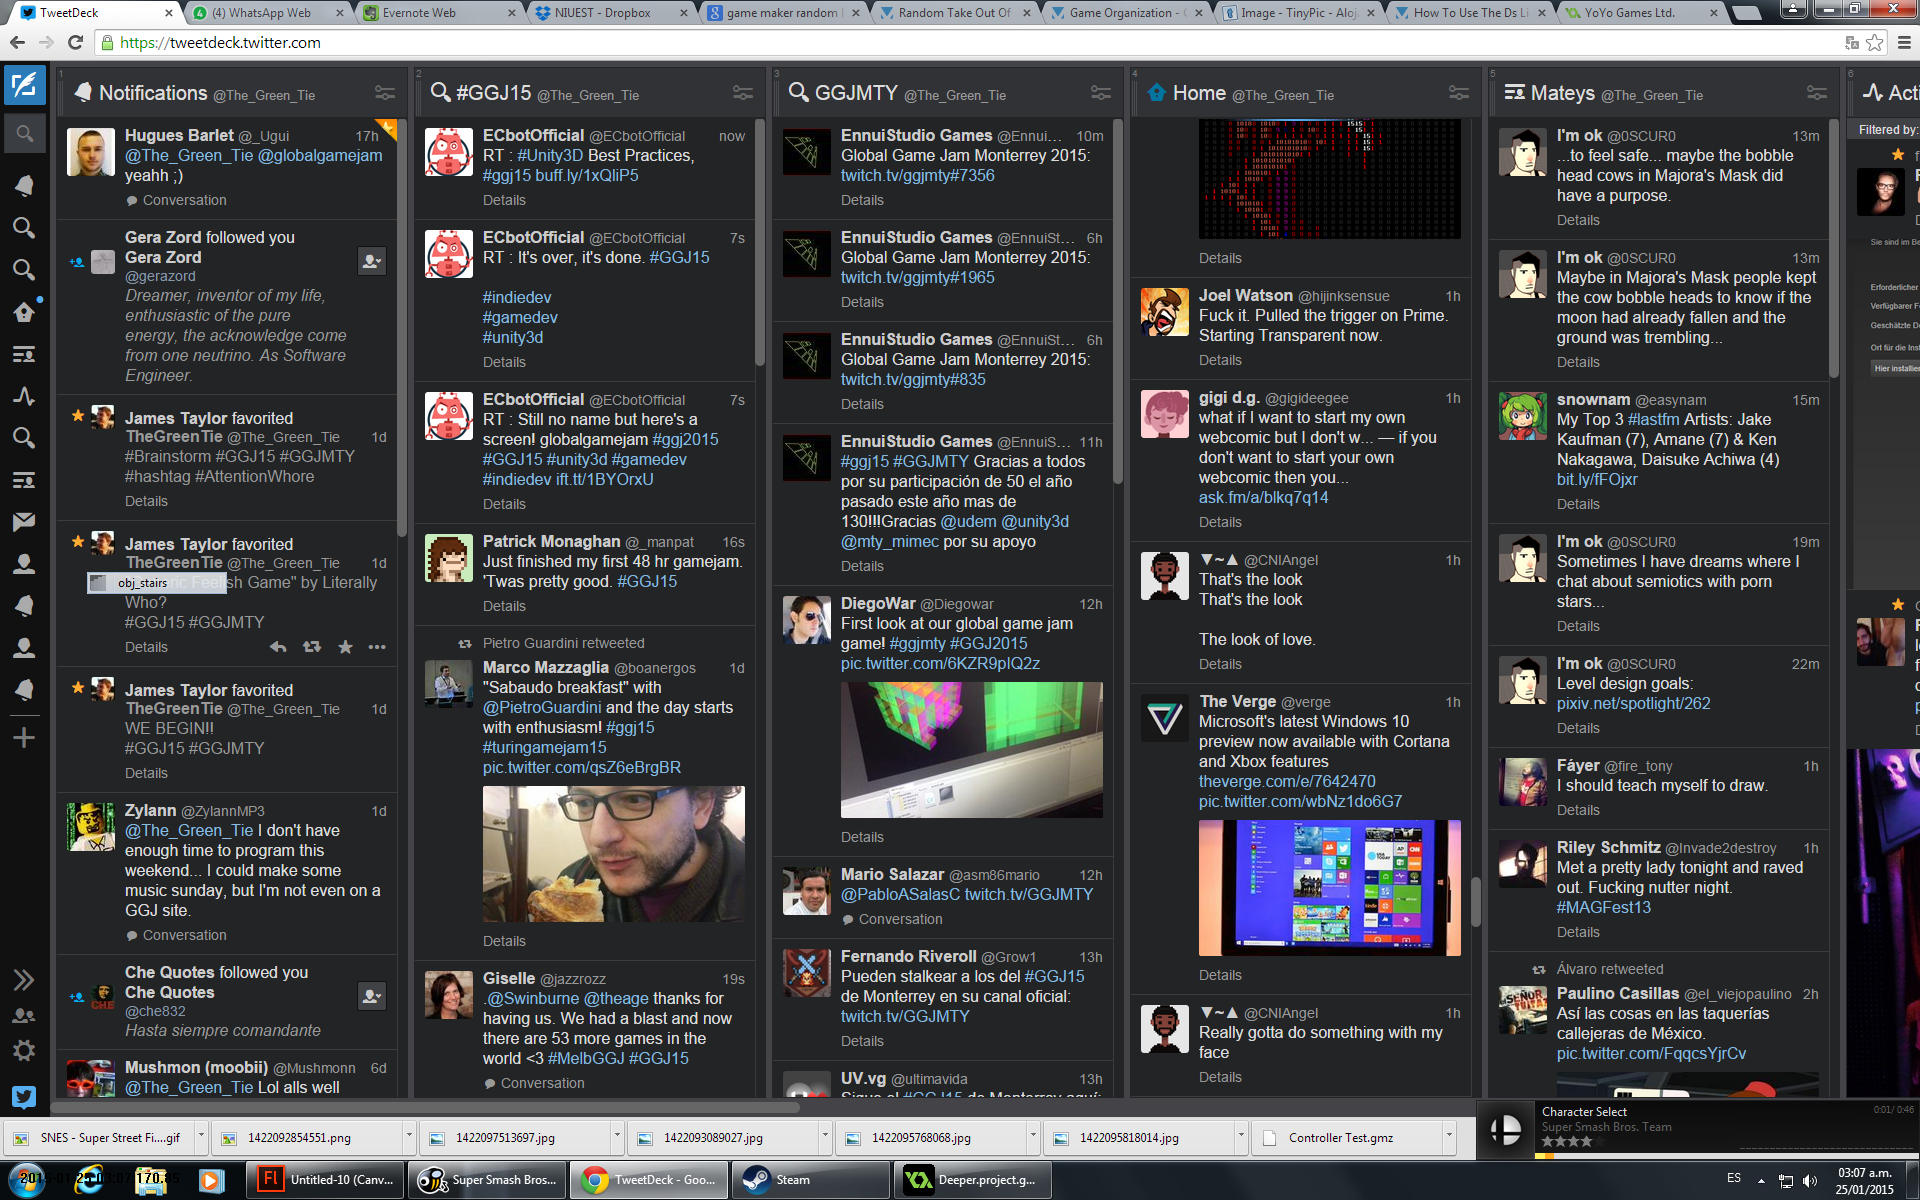 TweetDeck
(4) WhatsApp Web
Evernote Web
NIUEST - Dropbox
game maker random
Random Take Out Of
Game Organization -
Image - TinyPic - Aloj
How To Use The Ds Li
YoYo Games Ltd.
https://tweetdeck.twitter.com
1
Notifications @The_Green_Tie
Hugues Barlet @_Ugui 17h
@The_Green_Tie @globalgamejam
yeahh ;)
Conversation
Gera Zord followed you
Gera Zord
@gerazord
Dreamer, inventor of my life,
enthusiastic of the pure
energy, the acknowledge come
from one neutrino. As Software
Engineer.
James Taylor favorited
TheGreenTie @The_Green_Tie 1d
#Brainstorm #GGJ15 #GGJMTY
#hashtag #AttentionWhore
Details
James Taylor favorited
TheGreenTie @The_Green_Tie 1d
obj_stairs
Game" by Literally
Who?
#GGJ15 #GGJMTY
Details
James Taylor favorited
TheGreenTie @The_Green_Tie 1d
WE BEGIN!!
#GGJ15 #GGJMTY
Details
Zylann @ZylannMP3 1d
@The_Green_Tie I don't have
enough time to program this
weekend... I could make some
music sunday, but I'm not even on a
GGJ site.
Conversation
Che Quotes followed you
Che Quotes
@che832
Hasta siempre comandante
Mushmon (moobii) @Mushmonn 6d
@The_Green_Tie Lol alls well
2
#GGJ15 @The_Green_Tie
ECbotOfficial @ECbotOfficial now
RT : #Unity3D Best Practices,
#ggj15 buff.ly/1xQliP5
Details
ECbotOfficial @ECbotOfficial 7s
RT : It's over, it's done. #GGJ15
#indiedev
#gamedev
#unity3d
Details
ECbotOfficial @ECbotOfficial 7s
RT : Still no name but here's a
screen! globalgamejam #ggj2015
#GGJ15 #unity3d #gamedev
#indiedev ift.tt/1BYOrxU
Details
Patrick Monaghan @_manpat 16s
Just finished my first 48 hr gamejam.
'Twas pretty good. #GGJ15
Details
Pietro Guardini retweeted
Marco Mazzaglia @boanergos 1d
"Sabaudo breakfast" with
@PietroGuardini and the day starts
with enthusiasm! #ggj15
#turingamejam15
pic.twitter.com/qsZ6eBrgBR
Details
Giselle @jazzrozz 19s
.@Swinburne @theage thanks for
having us. We had a blast and now
there are 53 more games in the
world <3 #MelbGGJ #GGJ15
Conversation
3
GGJMTY @The_Green_Tie
EnnuiStudio Games @Ennui... 10m
Global Game Jam Monterrey 2015:
twitch.tv/ggjmty#7356
Details
EnnuiStudio Games @EnnuiSt... 6h
Global Game Jam Monterrey 2015:
twitch.tv/ggjmty#1965
Details
EnnuiStudio Games @EnnuiSt... 6h
Global Game Jam Monterrey 2015:
twitch.tv/ggjmty#835
Details
EnnuiStudio Games @EnnuiS... 11h
#ggj15 #GGJMTY Gracias a todos
por su participación de 50 el año
pasado este año mas de
130!!!Gracias @udem @unity3d
@mty_mimec por su apoyo
Details
DiegoWar @Diegowar 12h
First look at our global game jam
game! #ggjmty #GGJ2015
pic.twitter.com/6KZR9pIQ2z
Details
Mario Salazar @asm86mario 12h
@PabloASalasC twitch.tv/GGJMTY
Conversation
Fernando Riveroll @Grow1 13h
Pueden stalkear a los del #GGJ15
de Monterrey en su canal oficial:
twitch.tv/GGJMTY
Details
UV.vg @ultimavida 13h
Sigue el #GGJ15 de Monterrey aquí:
4
Home @The_Green_Tie
Details
Joel Watson @hijinksensue 1h
Fuck it. Pulled the trigger on Prime.
Starting Transparent now.
Details
gigi d.g. @gigideegee 1h
what if I want to start my own
webcomic but I don't w... — if you
don't want to start your own
webcomic then you...
ask.fm/a/blkq7q14
Details
▼~▲ @CNIAngel 1h
That's the look
That's the look
The look of love.
Details
The Verge @verge 1h
Microsoft's latest Windows 10
preview now available with Cortana
and Xbox features
theverge.com/e/7642470
pic.twitter.com/wbNz1do6G7
Details
▼~▲ @CNIAngel 1h
Really gotta do something with my
face
Details
5
Mateys @The_Green_Tie
I'm ok @0SCUR0 13m
...to feel safe... maybe the bobble
head cows in Majora's Mask did
have a purpose.
Details
I'm ok @0SCUR0 13m
Maybe in Majora's Mask people kept
the cow bobble heads to know if the
moon had already fallen and the
ground was trembling...
Details
snownam @easynam 15m
My Top 3 #lastfm Artists: Jake
Kaufman (7), Amane (7) & Ken
Nakagawa, Daisuke Achiwa (4)
bit.ly/fFOjxr
Details
I'm ok @0SCUR0 19m
Sometimes I have dreams where I
chat about semiotics with porn
stars...
Details
I'm ok @0SCUR0 22m
Level design goals:
pixiv.net/spotlight/262
Details
Fáyer @fire_tony 1h
I should teach myself to draw.
Details
Riley Schmitz @Invade2destroy 1h
Met a pretty lady tonight and raved
out. Fucking nutter night.
#MAGFest13
Details
Álvaro retweeted
Paulino Casillas @el_viejopaulino 2h
Así las cosas en las taquerías
callejeras de México.
pic.twitter.com/FqqcsYjrCv
6
Acti
Filtered by:
Sie sind im Be
Erforderlicher
Verfügbarer F
Geschätzte D
Ort für die Inst
Hier installier
Character Select
Super Smash Bros. Team
0:01 / 0:46
SNES - Super Street Fi....gif
1422092854551.png
1422097513697.jpg
1422093089027.jpg
1422095768068.jpg
1422095818014.jpg
Controller Test.gmz
Untitled-10 (Canv...
Super Smash Bros...
TweetDeck - Goo...
Steam
Deeper.project.g...
ES
03:07 a.m.
25/01/2015